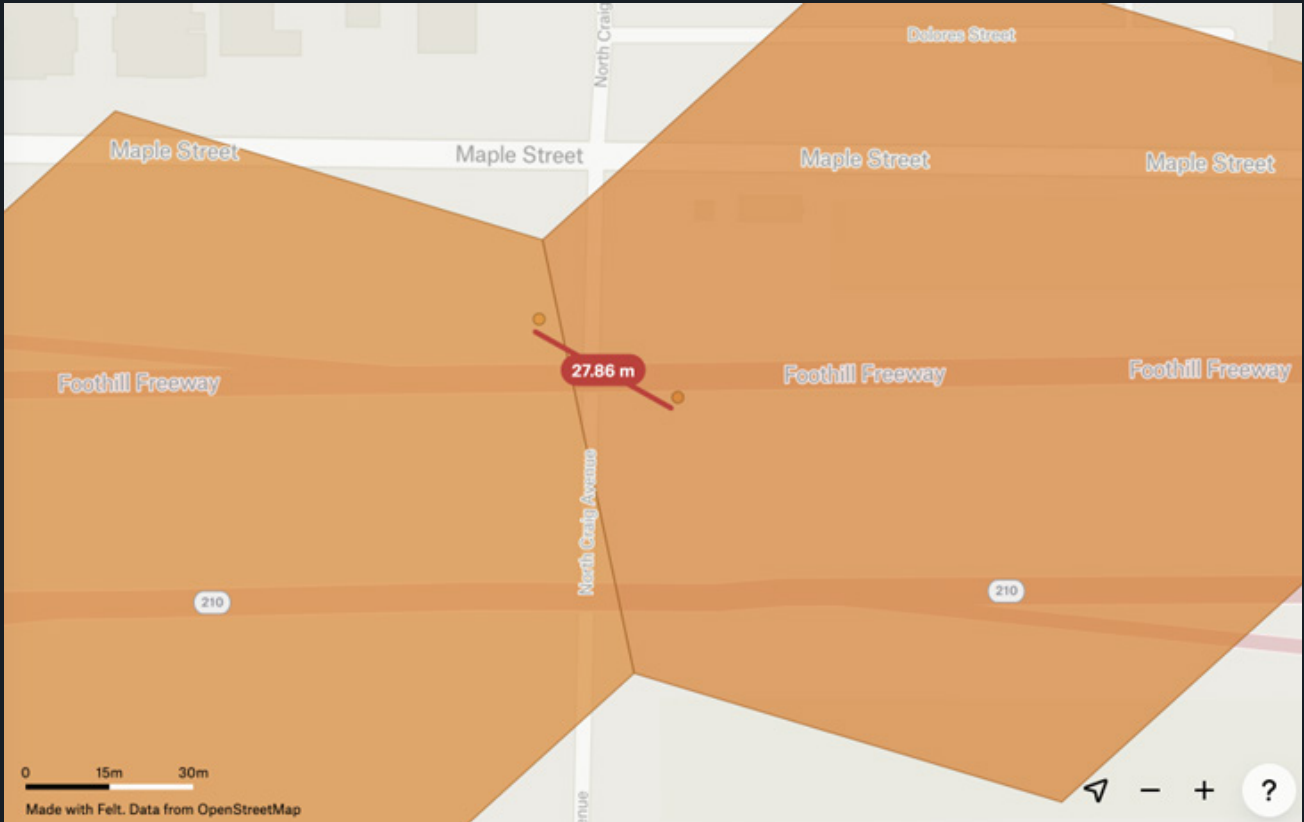 North Craig
Dolores Street
Maple Street
Maple Street
Maple Street
Maple Street
27.86 m
Foothill Freeway
Foothill Freeway
Foothill Freeway
North Craig Avenue
210
210
0 15m 30m
Made with Felt. Data from OpenStreetMap
enue
− +
?